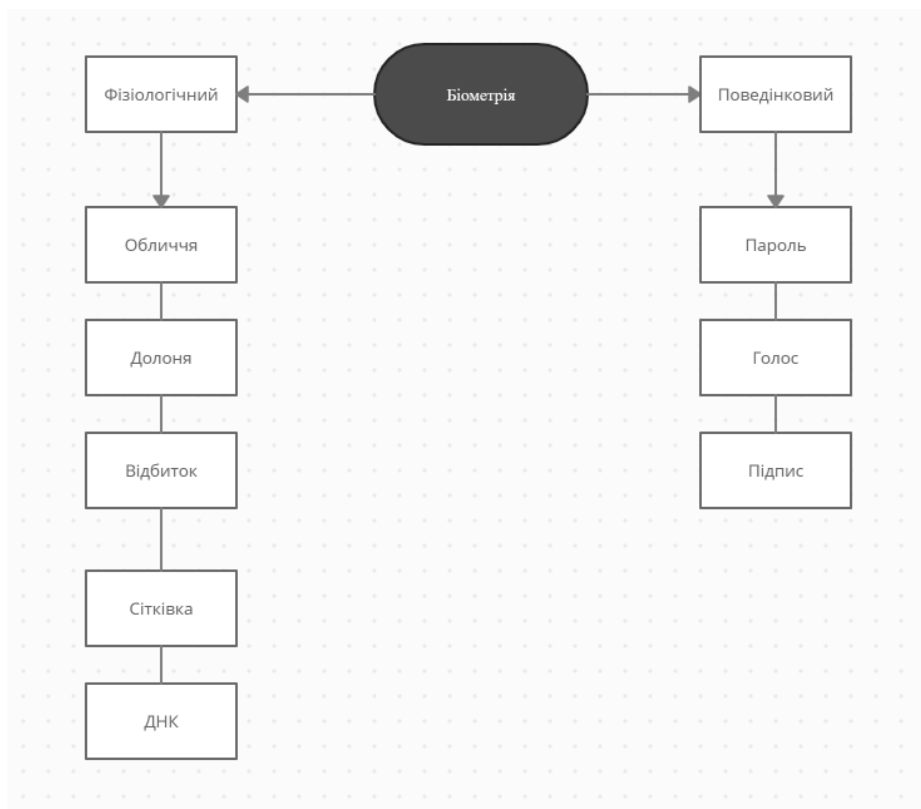 Біометрія
Фізіологічний
Обличчя
Долоня
Відбиток
Сітківка
ДНК
Поведінковий
Пароль
Голос
Підпис